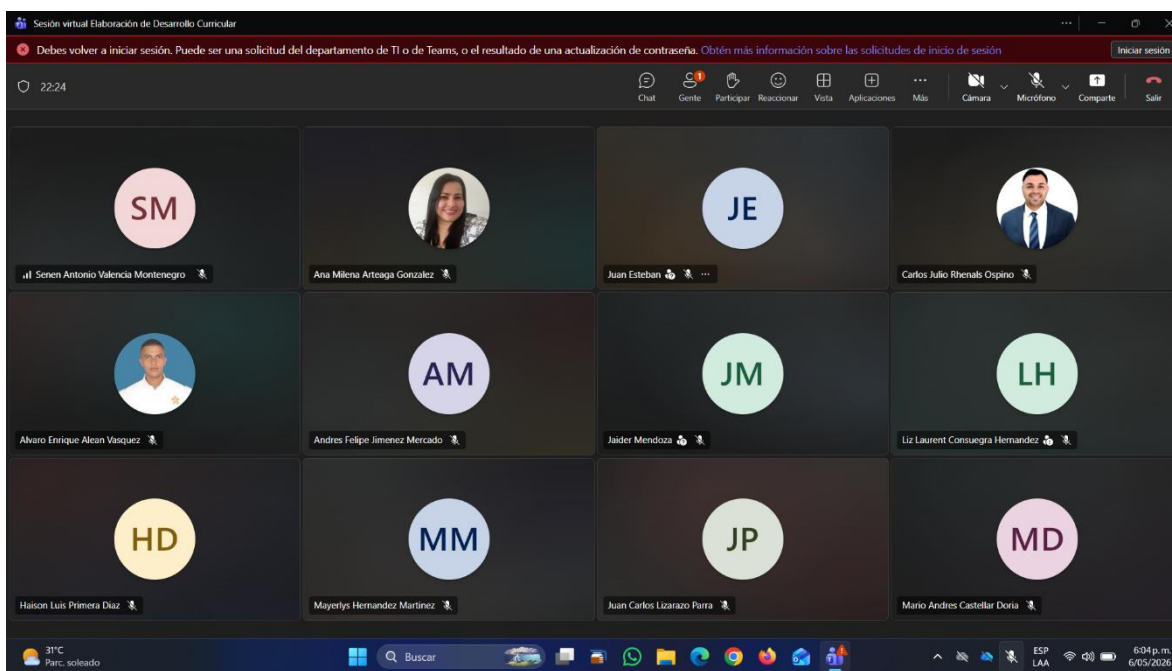 Sesión virtual Elaboración de Desarrollo Curricular
Debes volver a iniciar sesión. Puede ser una solicitud del departamento de TI o de Teams, o el resultado de una actualización de contraseña. Obtén más información sobre las solicitudes de inicio de sesión
Iniciar sesión
22:24
1
Chat Gente Participar Reaccionar Vista Aplicaciones Más Cámara Micrófono Comparte Salir
SM
JE
Senen Antonio Valencia Montenegro
Ana Milena Arteaga Gonzalez
Juan Esteban
Carlos Julio Rhenals Ospino
AM
JM
LH
Alvaro Enrique Alean Vasquez
Andres Felipe Jimenez Mercado
Jaider Mendoza
Liz Laurent Consuegra Hernandez
HD
MM
JP
MD
Haison Luis Primera Diaz
Mayerlys Hernandez Martinez
Juan Carlos Lizarazo Parra
Mario Andres Castellar Doria
31°C
Parc. soleado
Buscar
ESP
LAA
6:04 p.m.